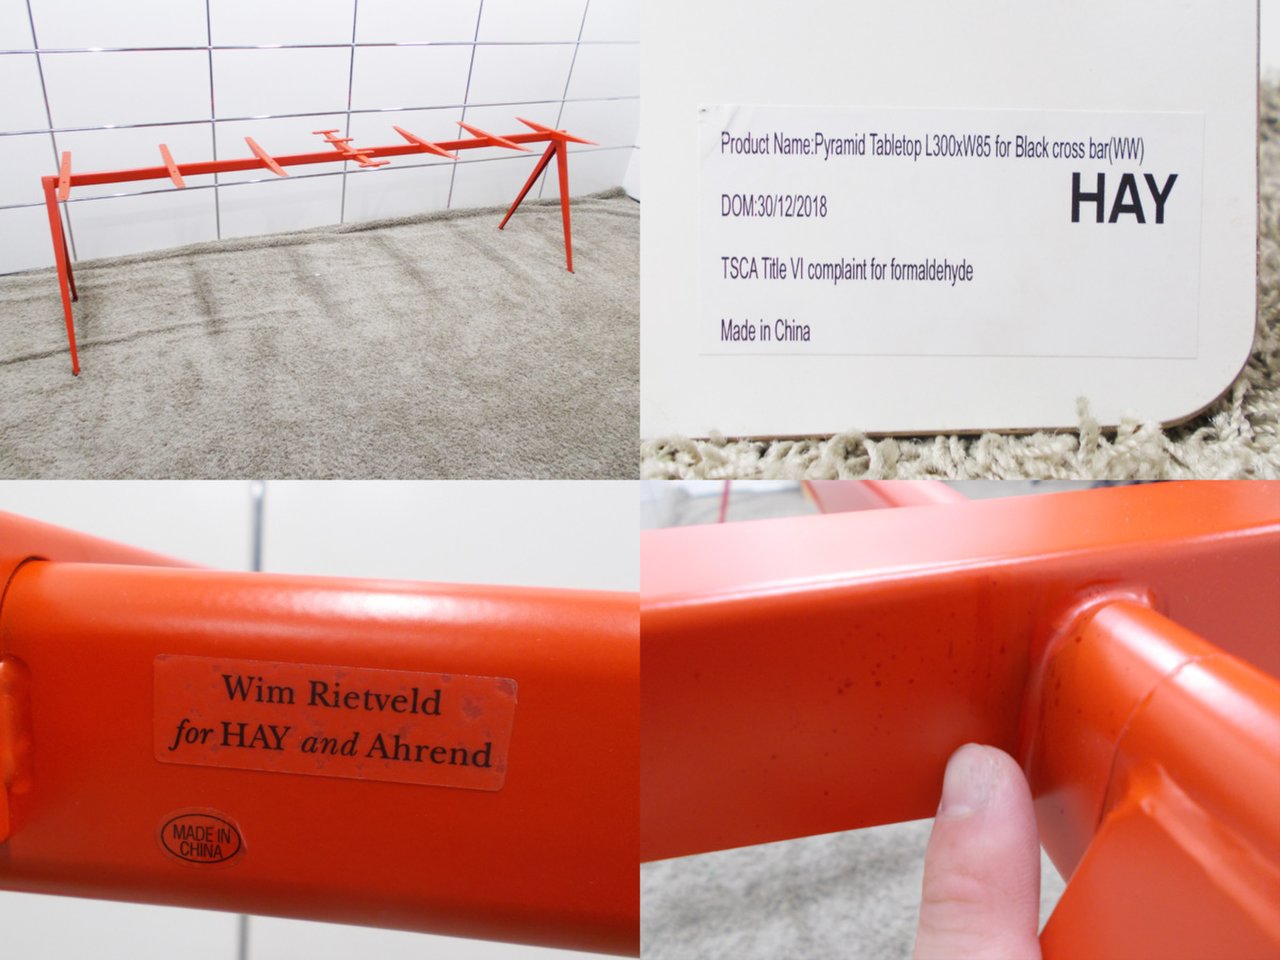 Product Name:Pyramid Tabletop L300xW85 for Black cross bar(WW)
HAY
DOM:30/12/2018
TSCA Title VI complaint for formaldehyde
Made in China
Wim Rietveld
for HAY and Ahrend
MADE IN
CHINA